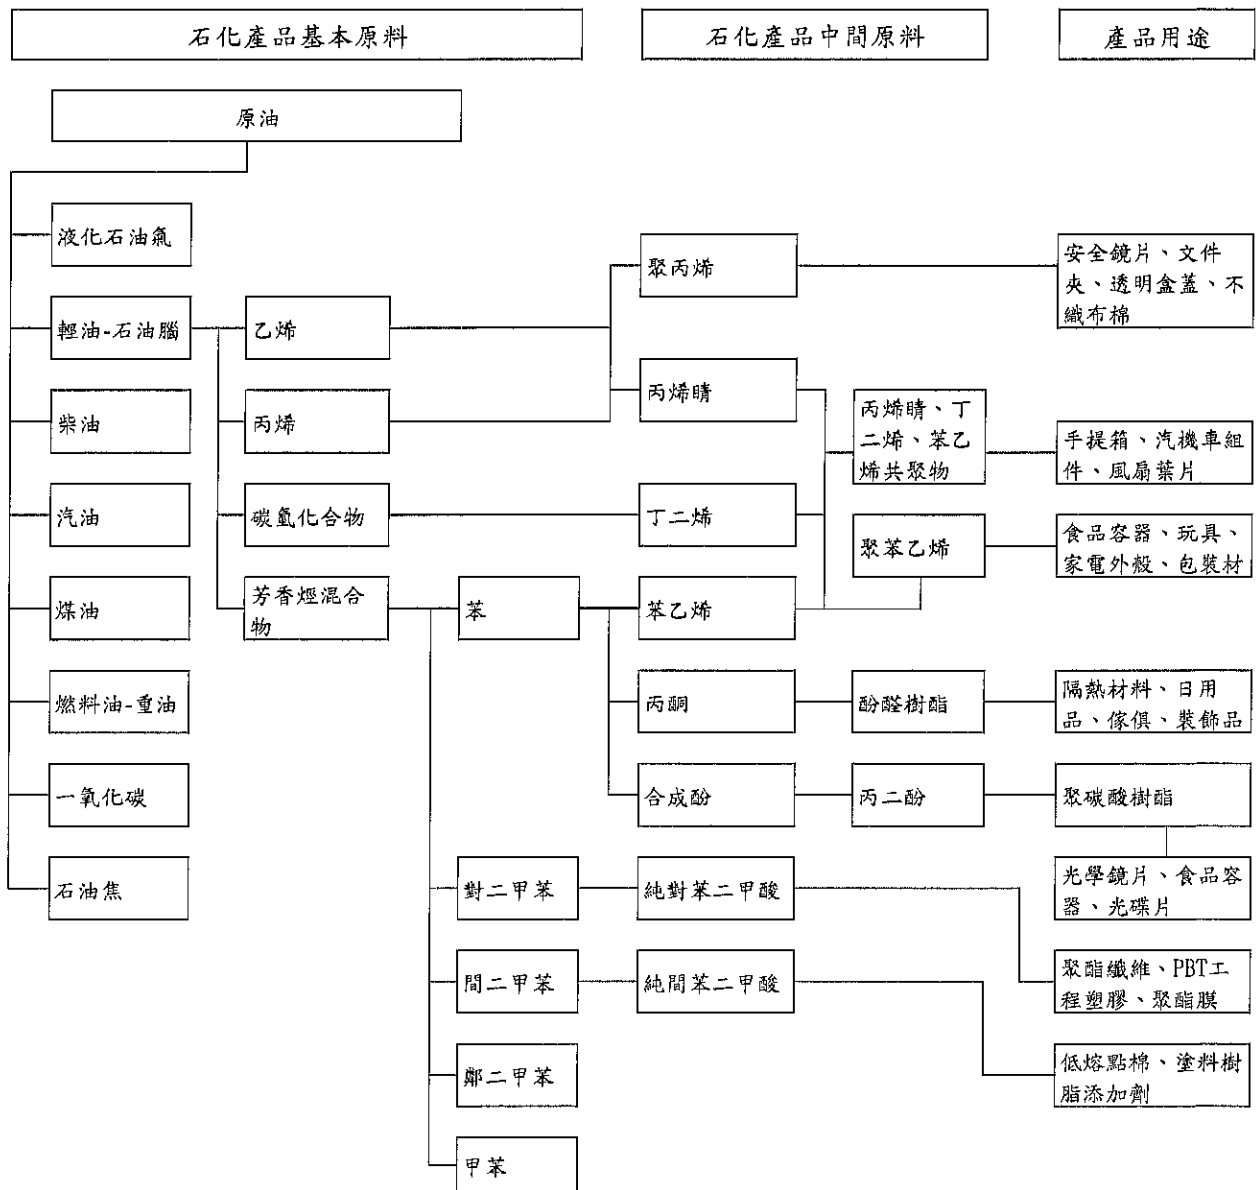 石化產品基本原料
石化產品中間原料
產品用途
原油
液化石油氣
輕油-石油腦
柴油
汽油
煤油
燃料油-重油
一氧化碳
石油焦
乙烯
丙烯
碳氫化合物
芳香烴混合
物
苯
對二甲苯
間二甲苯
鄰二甲苯
甲苯
聚丙烯
丙烯晴
丁二烯
苯乙烯
丙酮
合成酚
純對苯二甲酸
純間苯二甲酸
丙烯晴、丁
二烯、苯乙
烯共聚物
聚苯乙烯
酚醛樹酯
丙二酚
安全鏡片、文件
夾、透明盒蓋、不
織布棉
手提箱、汽機車組
件、風扇葉片
食品容器、玩具、
家電外殼、包裝材
隔熱材料、日用
品、傢俱、裝飾品
聚碳酸樹酯
光學鏡片、食品容
器、光碟片
聚酯纖維、PBT工
程塑膠、聚酯膜
低熔點棉、塗料樹
脂添加劑